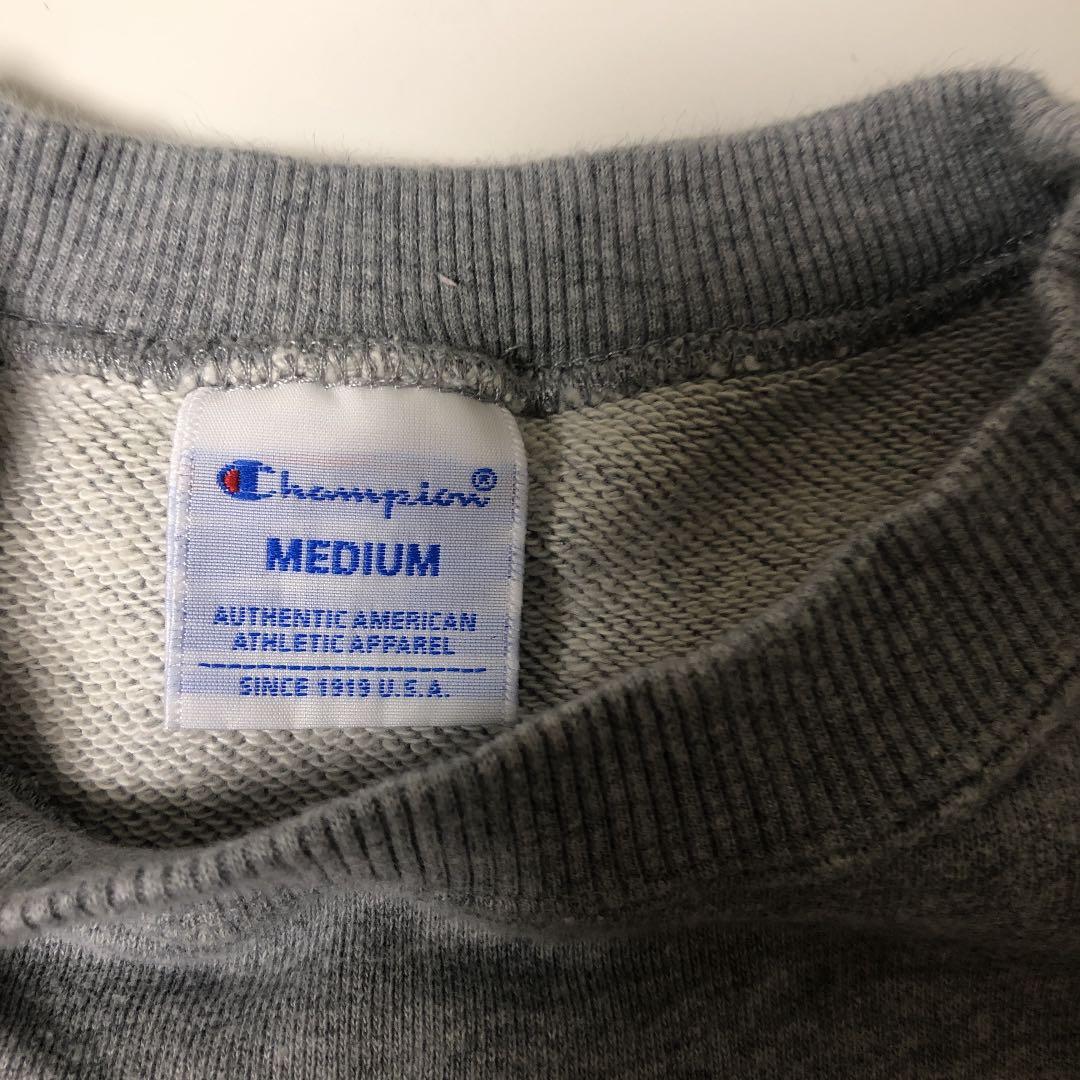 Champion®
MEDIUM
AUTHENTIC AMERICAN
ATHLETIC APPAREL
SINCE 1919 U.S.A.